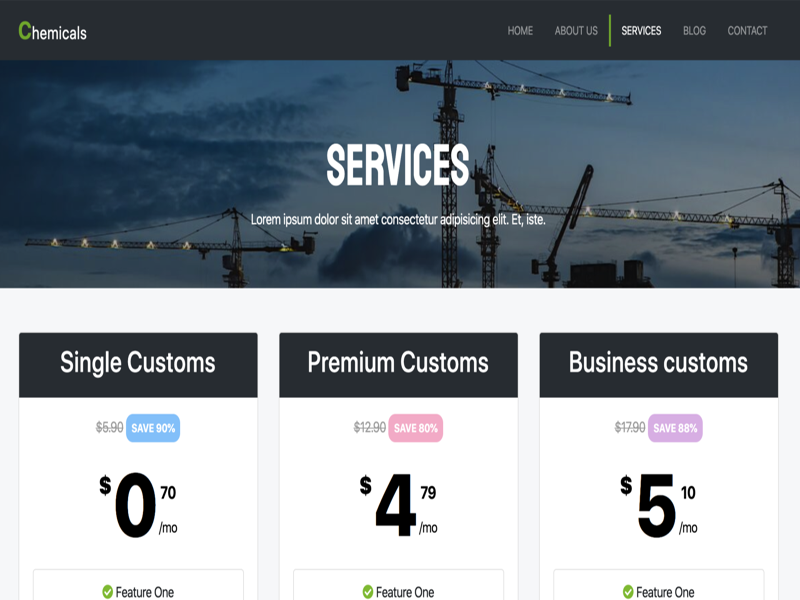 Chemicals HOME ABOUT US SERVICES BLOG CONTACT
SERVICES
Lorem ipsum dolor sit amet consectetur adipisicing elit. Et, iste.
Single Customs
$5.90 SAVE 90%
$0 70 /mo
Feature One
Premium Customs
$12.90 SAVE 80%
$4 79 /mo
Feature One
Business customs
$17.90 SAVE 88%
$5 10 /mo
Feature One